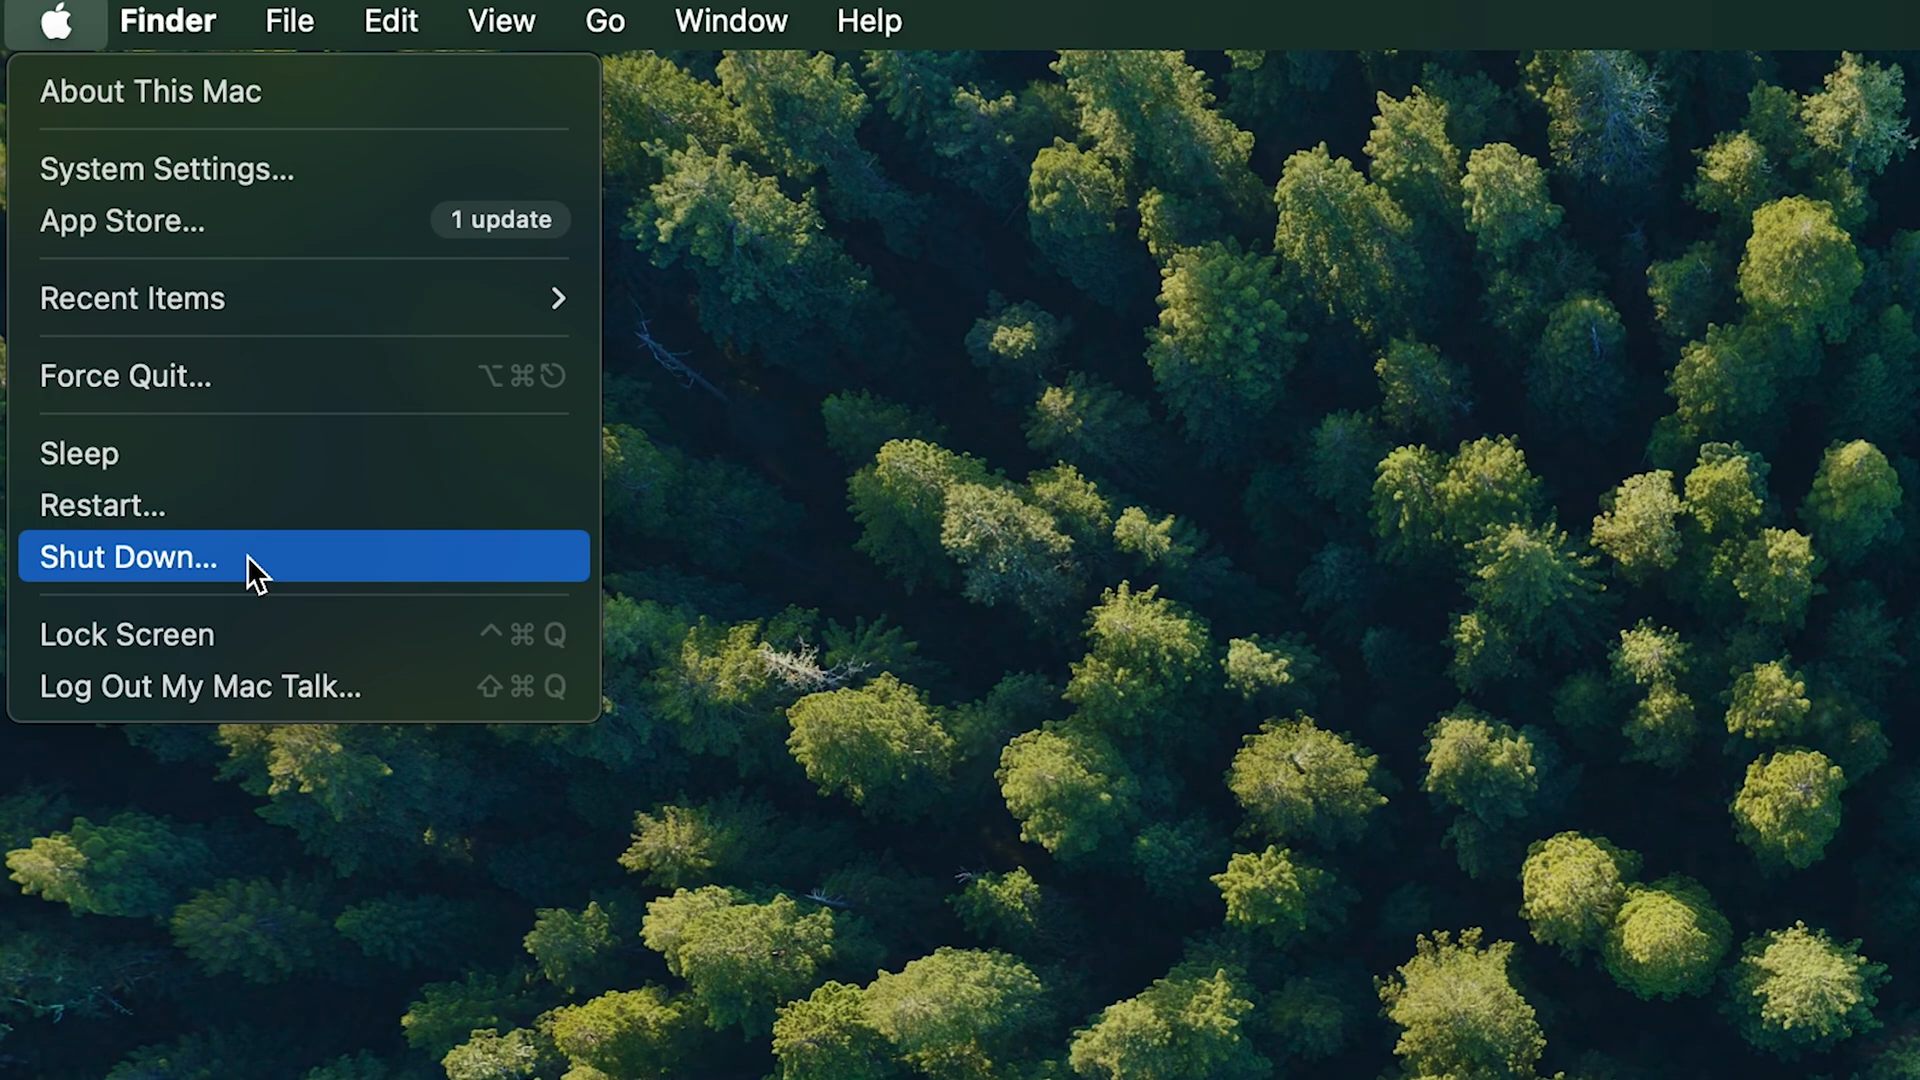 Finder File Edit View Go Window Help
About This Mac
System Settings...
App Store... 1 update
Recent Items
Force Quit... ⌥⌘⎋
Sleep
Restart...
Shut Down...
Lock Screen ^⌘Q
Log Out My Mac Talk... ⇧⌘Q